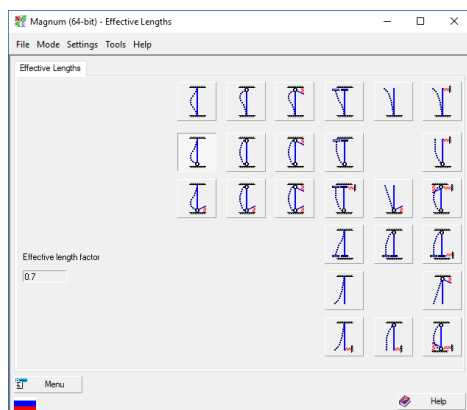 Magnum (64-bit) - Effective Lengths
File Mode Settings Tools Help
Effective Lengths
Effective length factor
0.7
Menu
Help